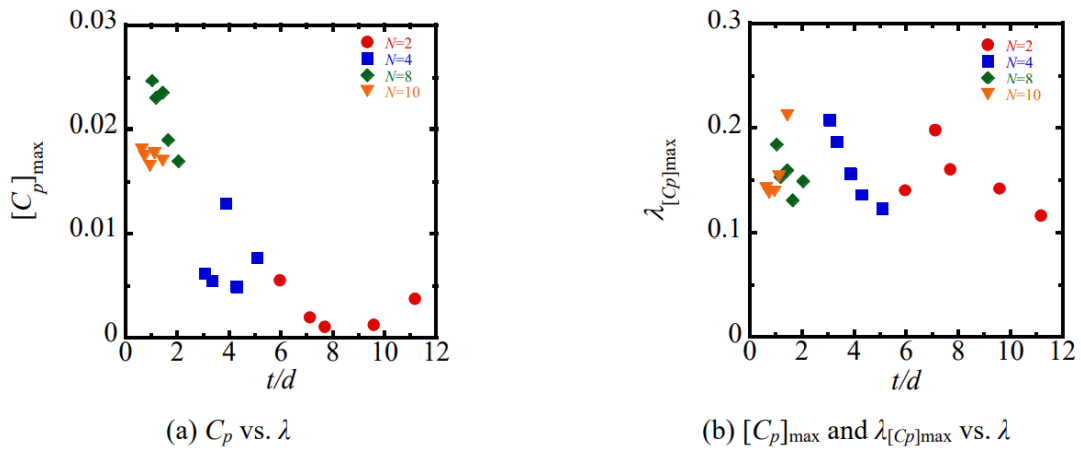 0.03
0.02
0.01
0
[Cp]max
N=2
N=4
N=8
N=10
0 2 4 6 8 10 12
t/d
(a) Cp vs. λ
0.3
0.2
0.1
0
λ[Cp]max
N=2
N=4
N=8
N=10
0 2 4 6 8 10 12
t/d
(b) [Cp]max and λ[Cp]max vs. λ